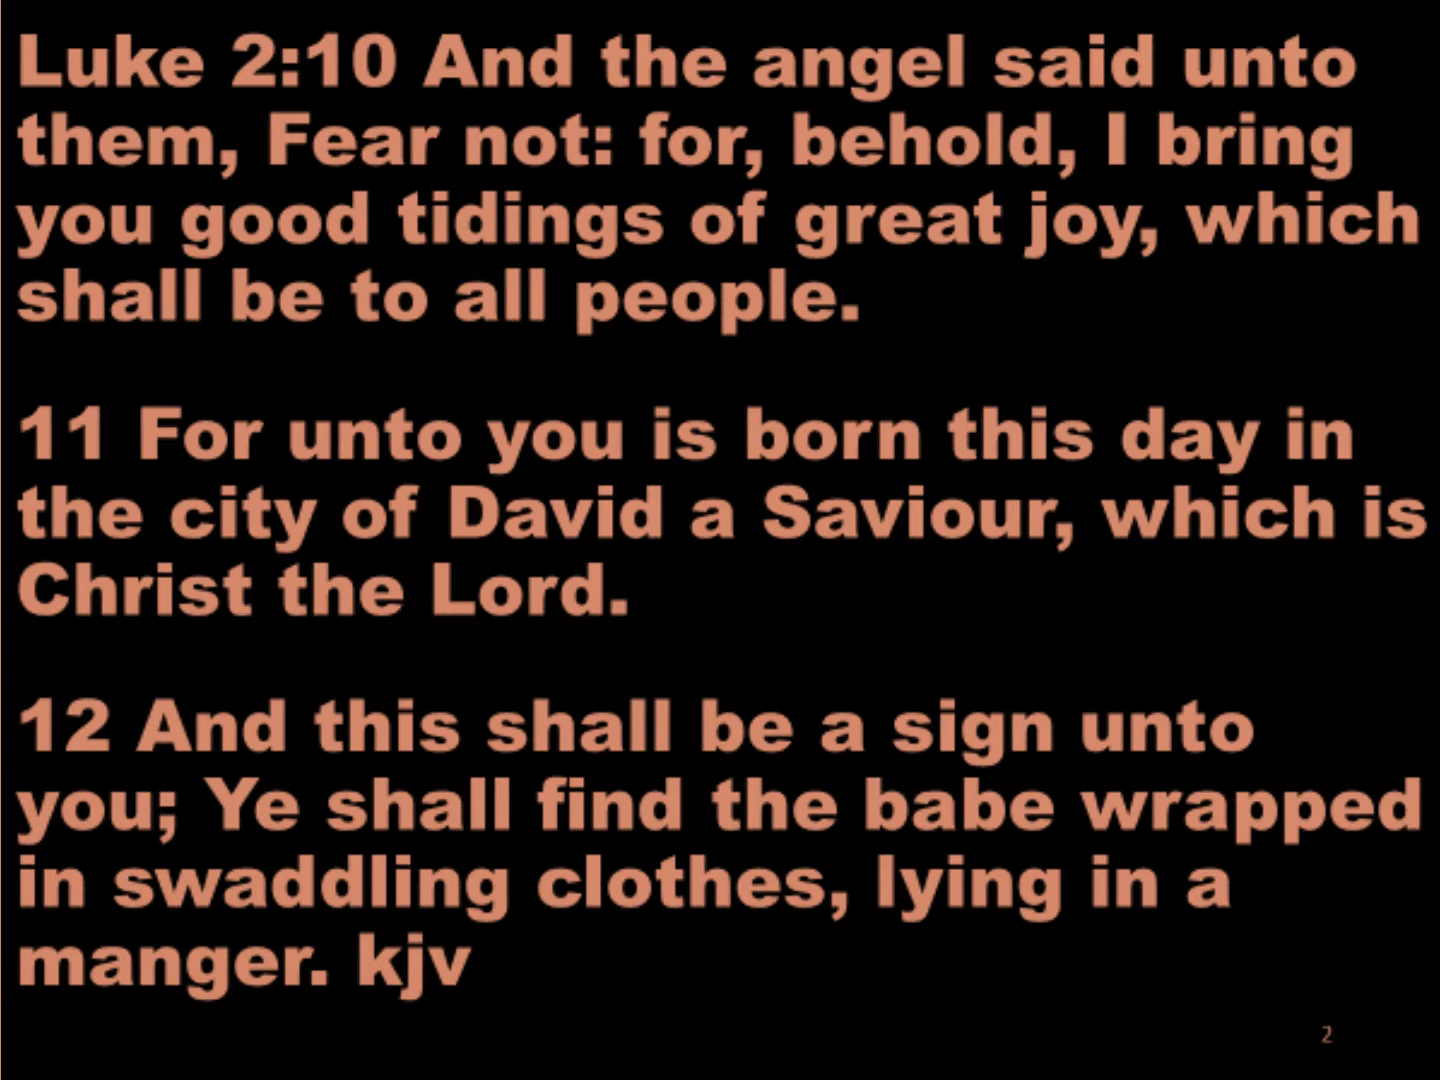 Luke 2:10 And the angel said unto
them, Fear not: for, behold, I bring
you good tidings of great joy, which
shall be to all people.
11 For unto you is born this day in
the city of David a Saviour, which is
Christ the Lord.
12 And this shall be a sign unto
you; Ye shall find the babe wrapped
in swaddling clothes, lying in a
manger. kjv
2